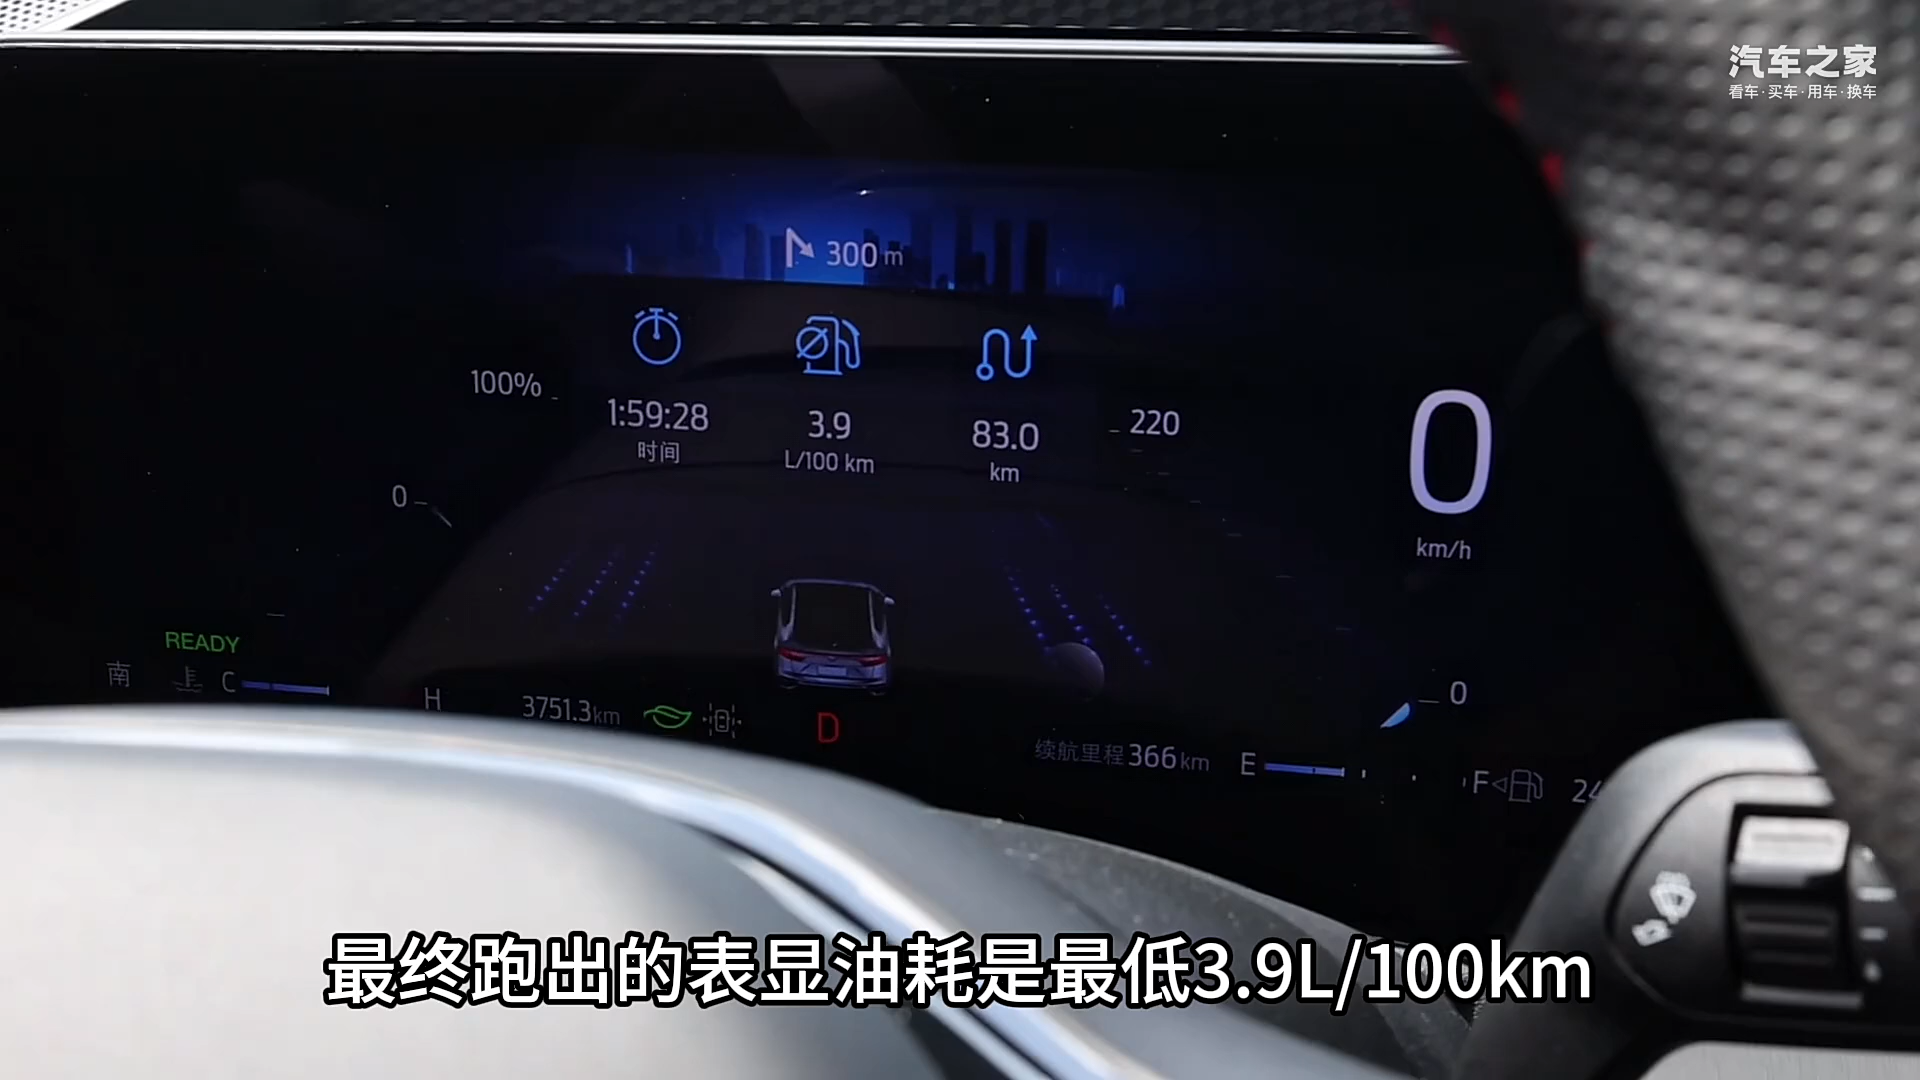 汽车之家
看车·买车·用车·换车
300 m
100%
1:59:28
时间
3.9
L/100 km
83.0
km
220
0
0
km/h
READY
南
C
H
3751.3km
D
0
续航里程366km
E
F
最终跑出的表显油耗是最低3.9L/100km